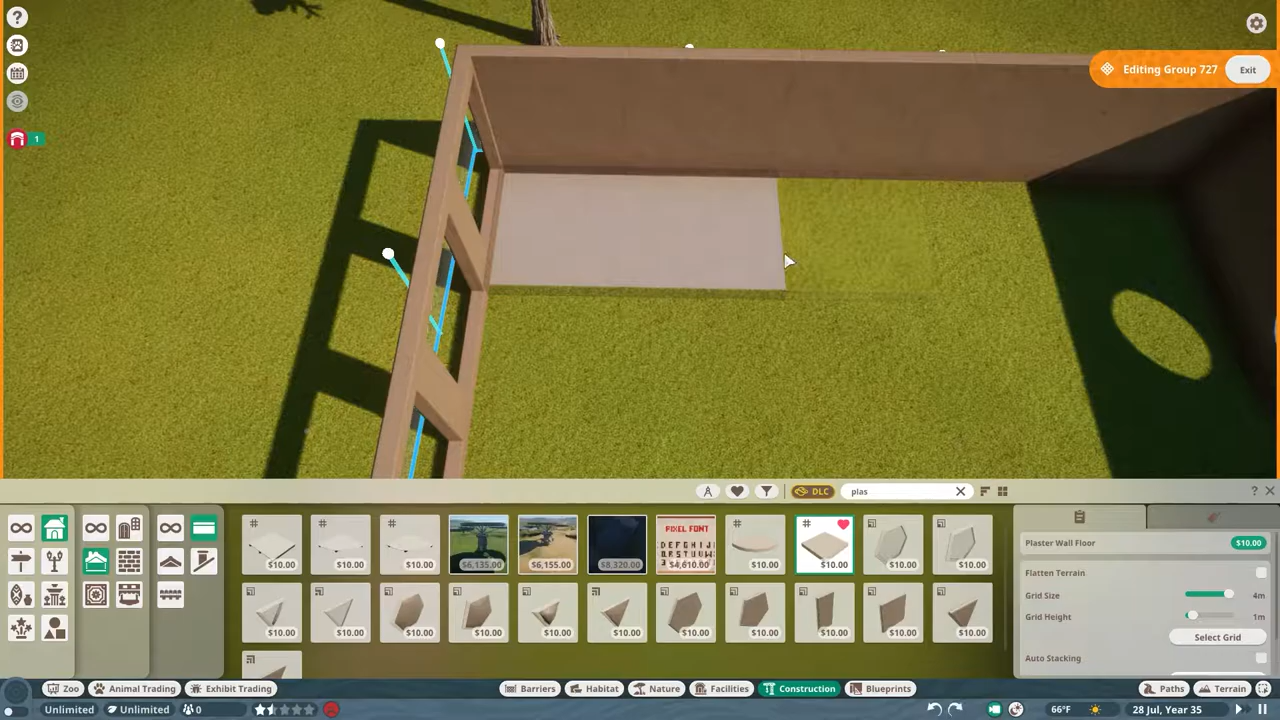 ?
Editing Group 727 Exit
1
DLC plas
?
$10.00 $10.00 $10.00 $6,135.00 $6,155.00 $8,320.00 PIXEL FONT $4,610.00 $10.00 $10.00 $10.00 $10.00
$10.00 $10.00 $10.00 $10.00 $10.00 $10.00 $10.00 $10.00 $10.00 $10.00 $10.00
Plaster Wall Floor $10.00
Flatten Terrain
Grid Size 4m
Grid Height 1m
Select Grid
Auto Stacking
Zoo Animal Trading Exhibit Trading Barriers Habitat Nature Facilities Construction Blueprints Paths Terrain
Unlimited Unlimited 0 66°F 28 Jul, Year 35